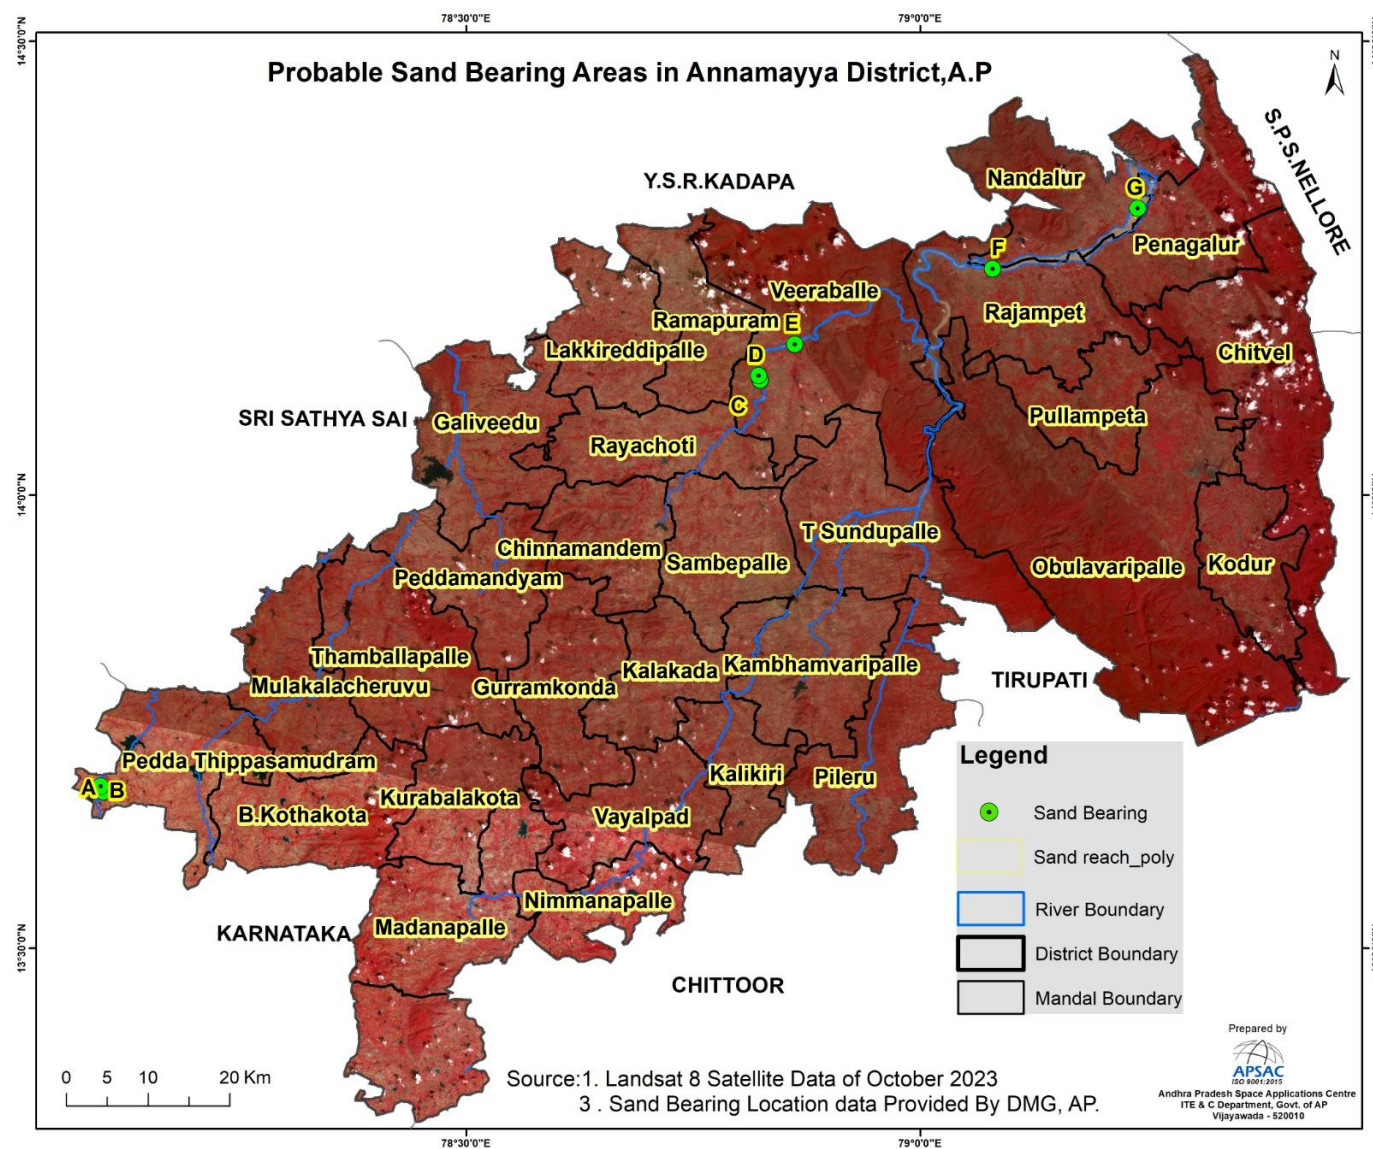 78°30'0"E
79°0'0"E
14°30'0"N
Probable Sand Bearing Areas in Annamayya District,A.P
N
S.P.S.NELLORE
Y.S.R.KADAPA
Nandalur
G
Penagalur
F
Veeraballe
Rajampet
Ramapuram
E
Lakkireddipalle
D
Chitvel
C
SRI SATHYA SAI
Galiveedu
Pullampeta
Rayachoti
14°0'0"N
T Sundupalle
Chinnamandem
Sambepalle
Obulavaripalle
Kodur
Peddamandyam
Thamballapalle
Kalakada
Kambhamvaripalle
TIRUPATI
Mulakalacheruvu
Gurramkonda
Pedda Thippasamudram
Kalikiri
Pileru
A
B
Kurabalakota
B.Kothakota
Vayalpad
Nimmanapalle
Madanapalle
KARNATAKA
13°30'0"N
CHITTOOR
Legend
Sand Bearing
Sand reach_poly
River Boundary
District Boundary
Mandal Boundary
0 5 10 20 Km
Source:1. Landsat 8 Satellite Data of October 2023
3 . Sand Bearing Location data Provided By DMG, AP.
Prepared by
APSAC
ISO 9001:2015
Andhra Pradesh Space Applications Centre
ITE & C Department, Govt. of AP
Vijayawada - 520010
78°30'0"E
79°0'0"E